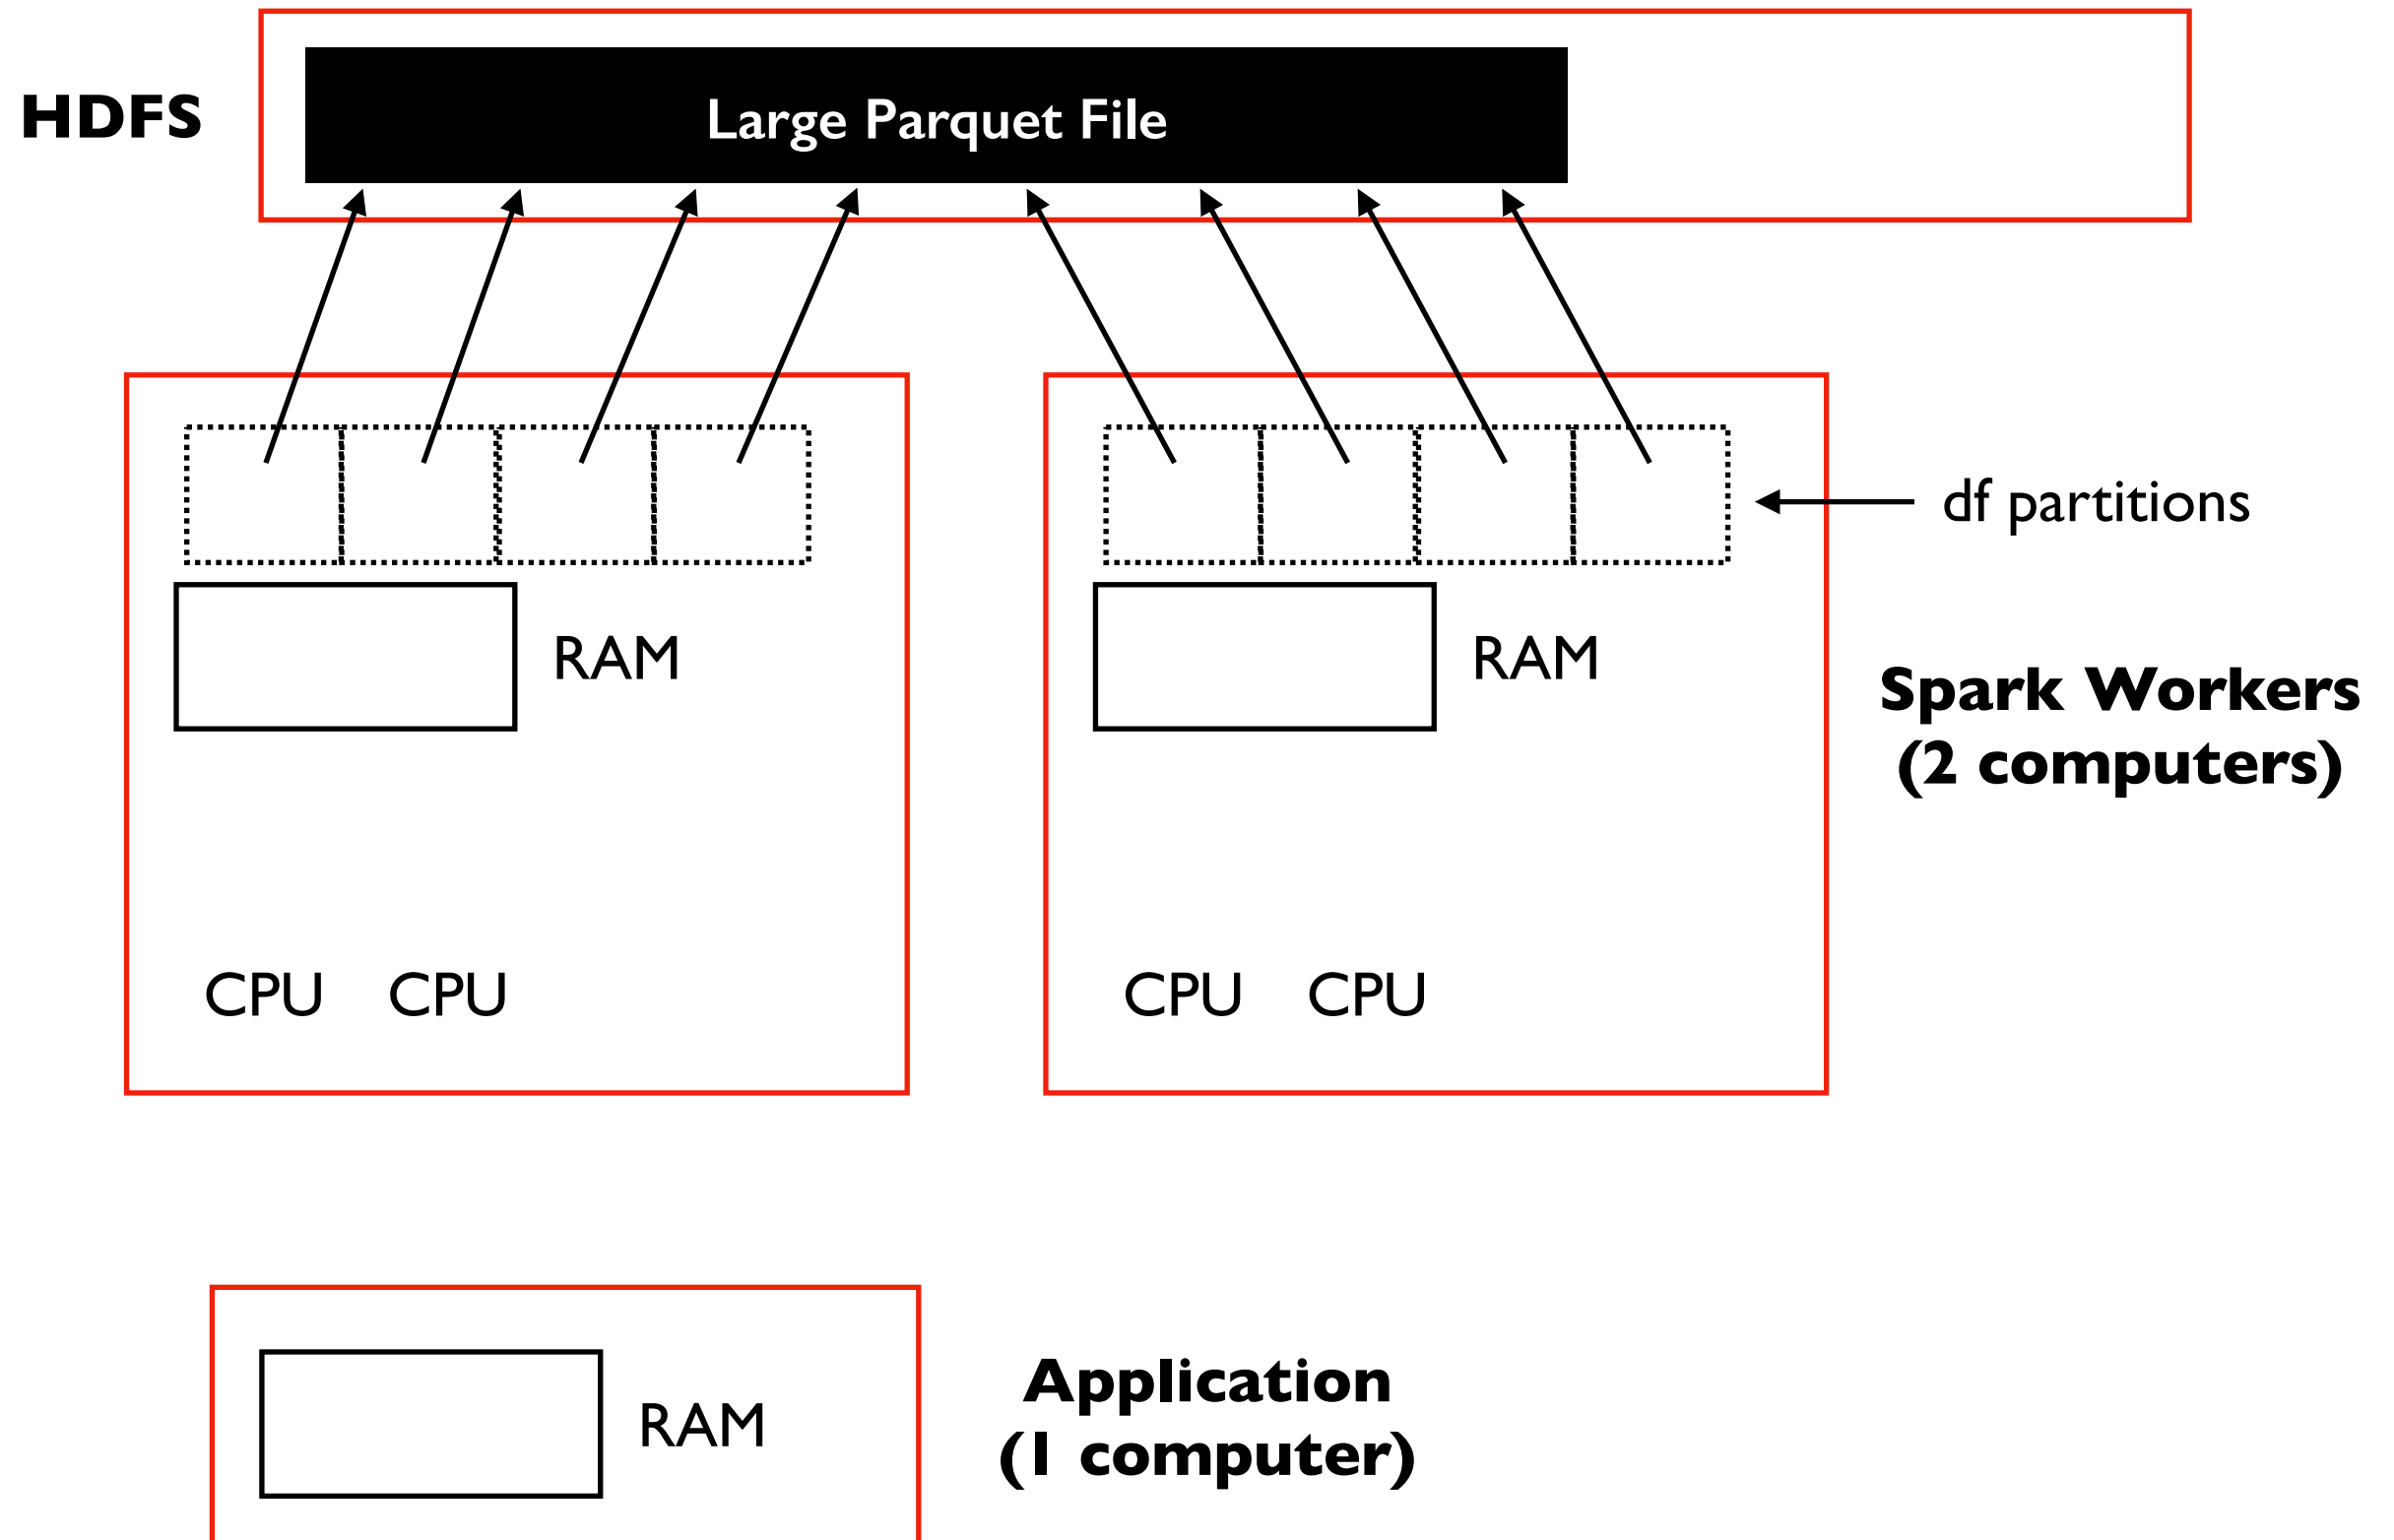 HDFS
Large Parquet File
df partitions
RAM
RAM
Spark Workers
(2 computers)
CPU CPU
CPU CPU
Application
(1 computer)
RAM